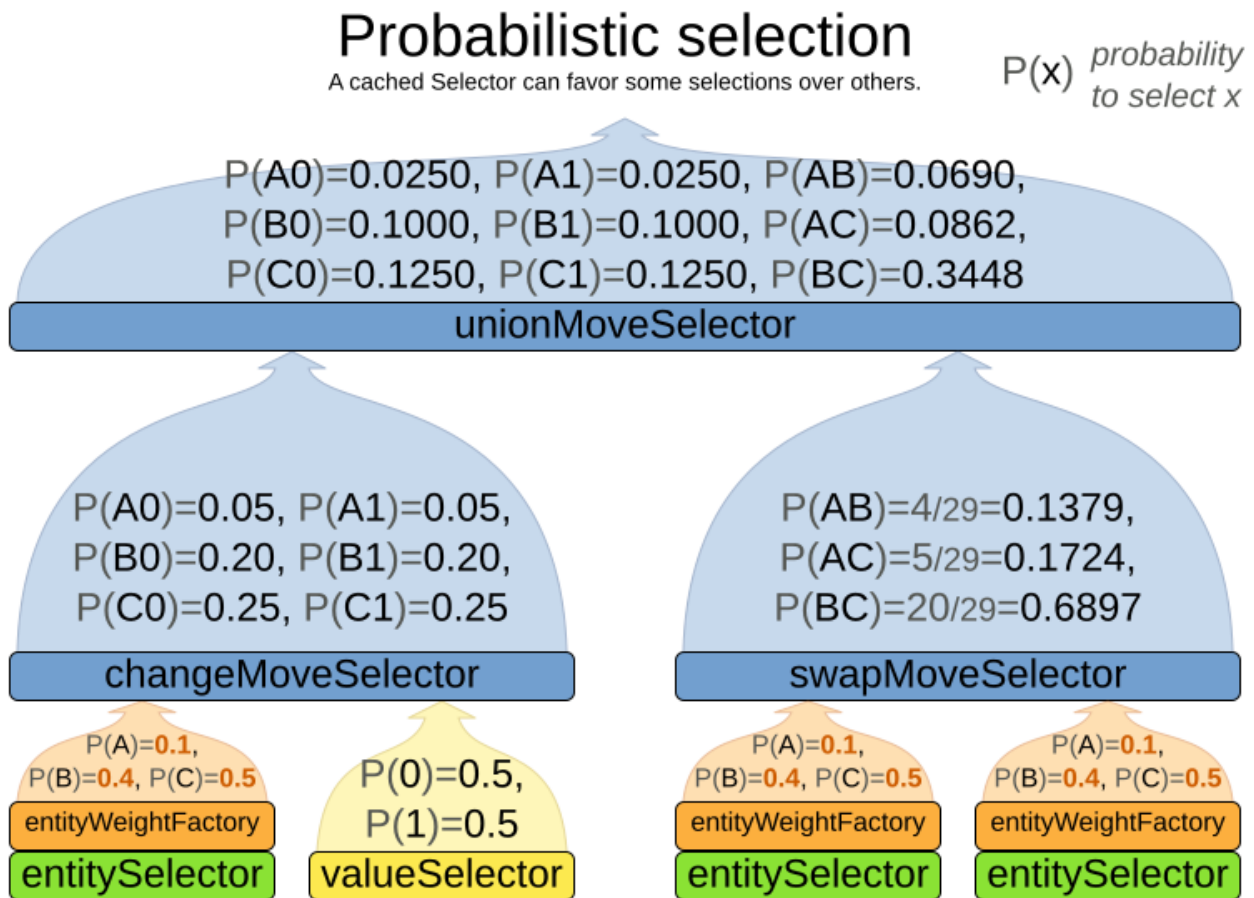 Probabilistic selection
A cached Selector can favor some selections over others.
P(x) probability
to select x
P(A0)=0.0250, P(A1)=0.0250, P(AB)=0.0690,
P(B0)=0.1000, P(B1)=0.1000, P(AC)=0.0862,
P(C0)=0.1250, P(C1)=0.1250, P(BC)=0.3448
unionMoveSelector
P(A0)=0.05, P(A1)=0.05,
P(B0)=0.20, P(B1)=0.20,
P(C0)=0.25, P(C1)=0.25
changeMoveSelector
P(AB)=4/29=0.1379,
P(AC)=5/29=0.1724,
P(BC)=20/29=0.6897
swapMoveSelector
P(A)=0.1,
P(B)=0.4, P(C)=0.5
entityWeightFactory
entitySelector
P(0)=0.5,
P(1)=0.5
valueSelector
P(A)=0.1,
P(B)=0.4, P(C)=0.5
entityWeightFactory
entitySelector
P(A)=0.1,
P(B)=0.4, P(C)=0.5
entityWeightFactory
entitySelector